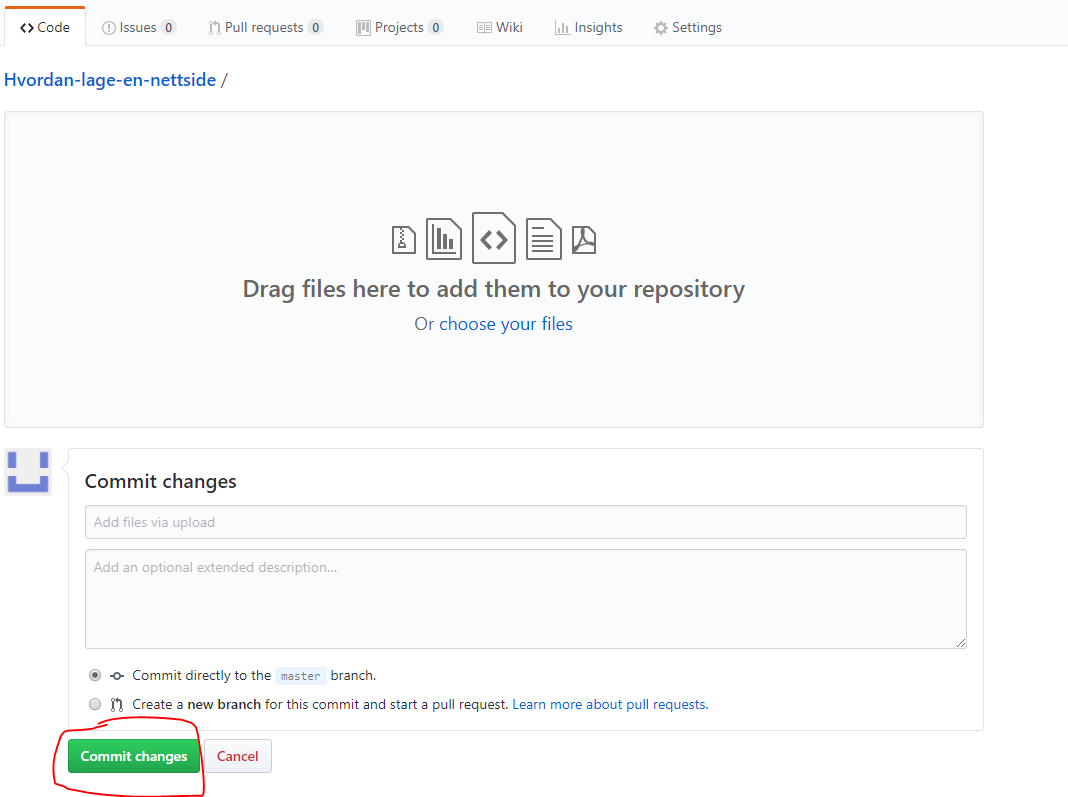 Code Issues 0 Pull requests 0 Projects 0 Wiki Insights Settings
Hvordan-lage-en-nettside /
Drag files here to add them to your repository
Or choose your files
Commit changes
Add files via upload
Add an optional extended description...
Commit directly to the master branch.
Create a new branch for this commit and start a pull request. Learn more about pull requests.
Commit changes Cancel